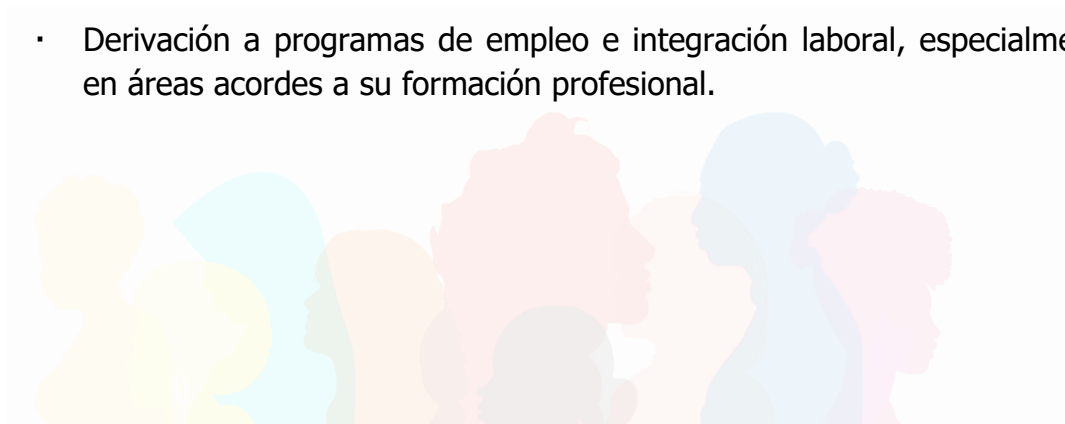 · Derivación a programas de empleo e integración laboral, especialme
en áreas acordes a su formación profesional.